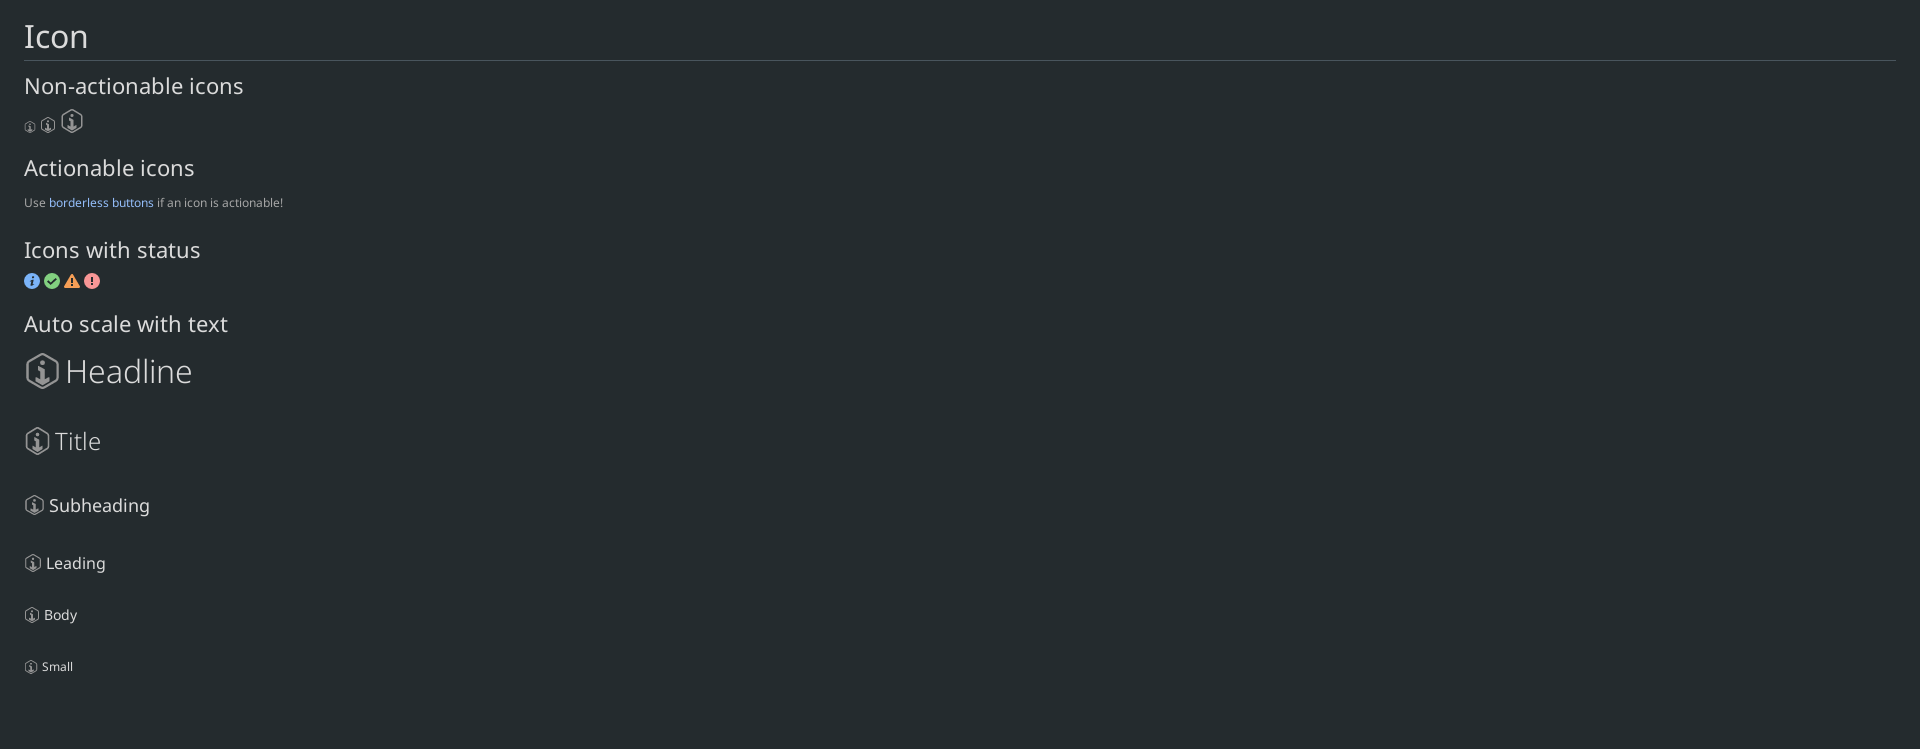 Icon
Non-actionable icons
Actionable icons
Use borderless buttons if an icon is actionable!
Icons with status
Auto scale with text
Headline
Title
Subheading
Leading
Body
Small